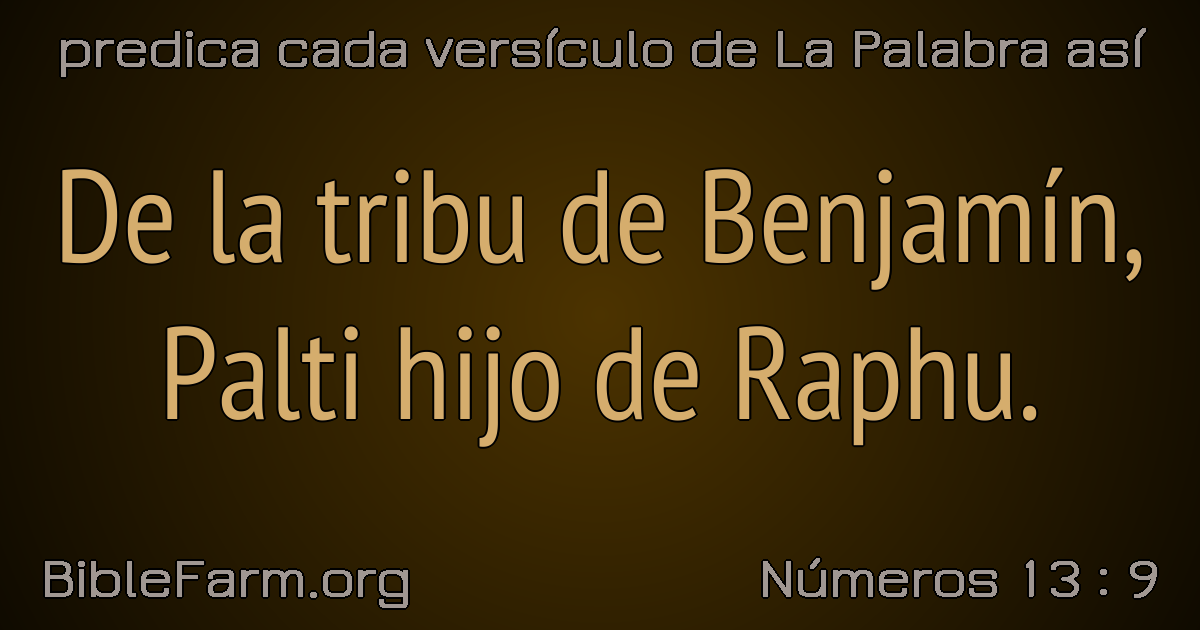 predica cada versículo de La Palabra así
De la tribu de Benjamín,
Palti hijo de Raphu.
BibleFarm.org
Números 13 : 9